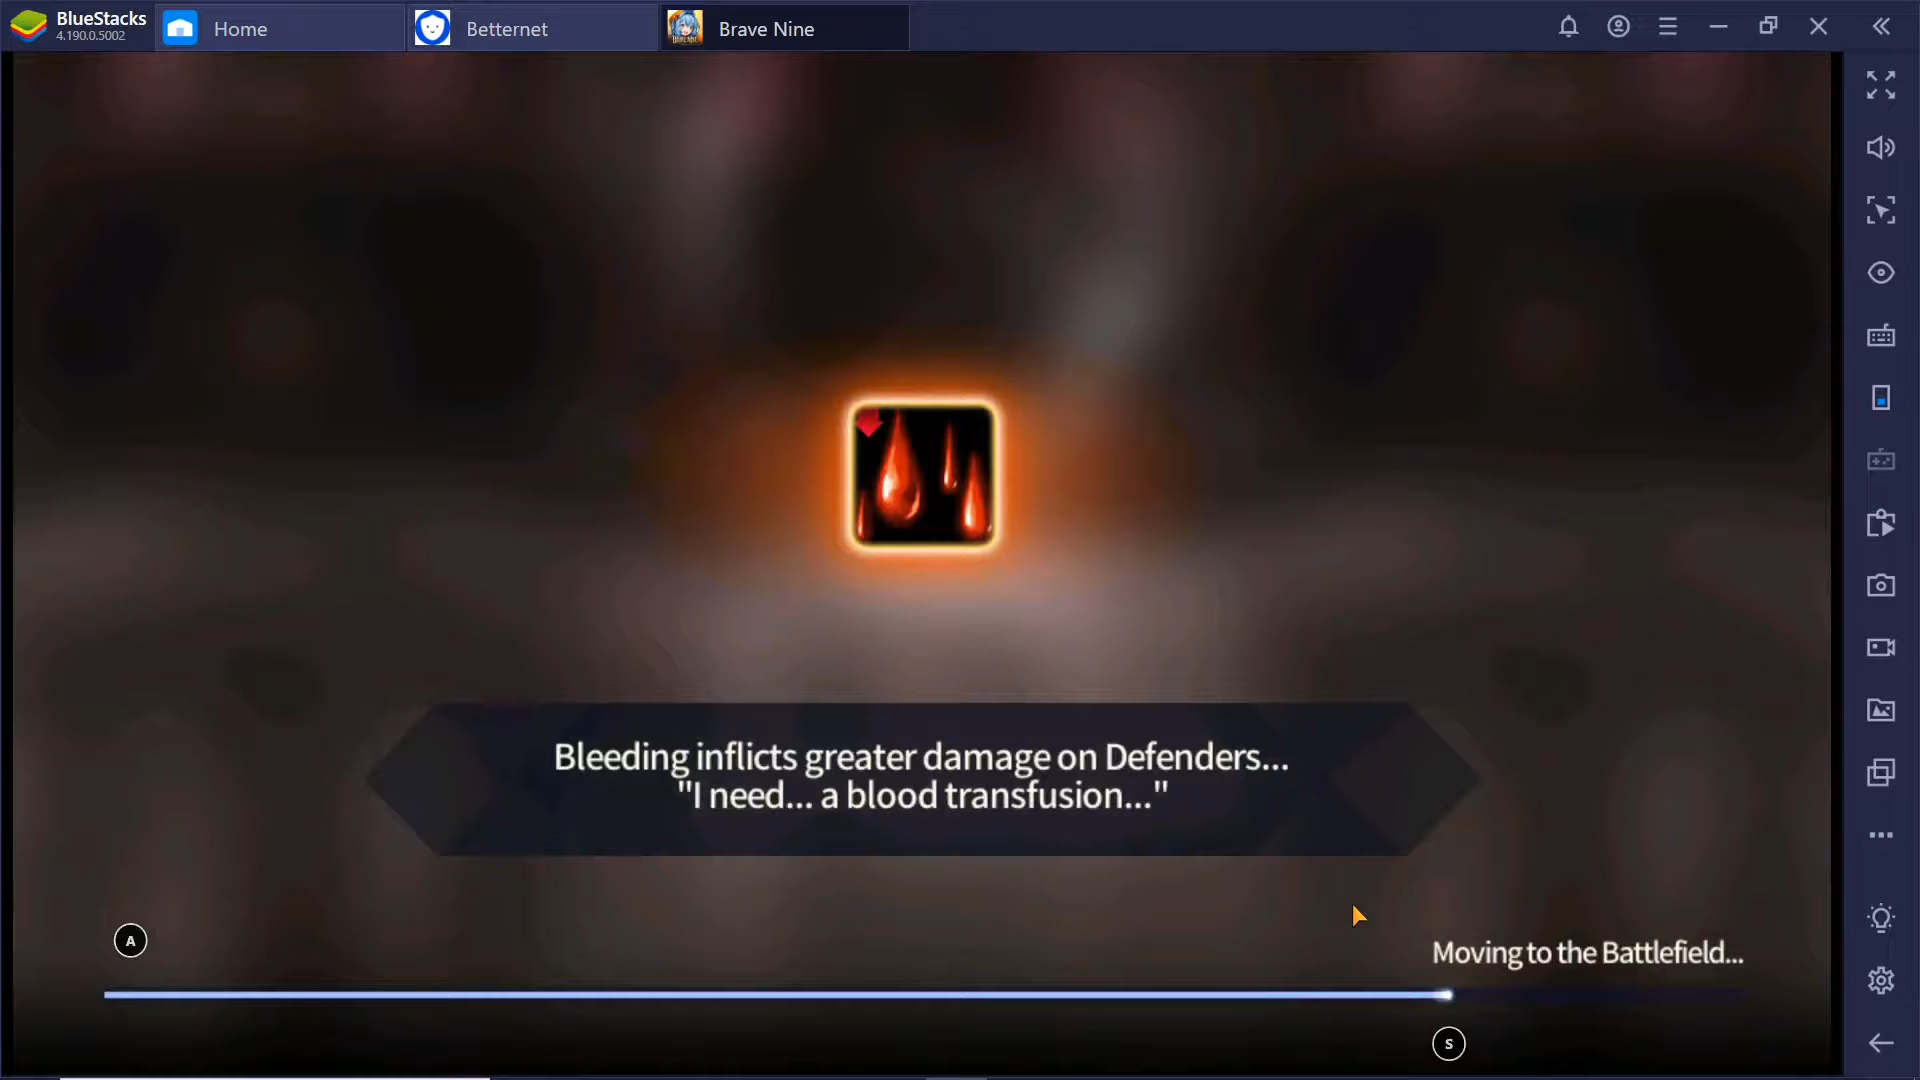 BlueStacks
4.190.0.5002
Home
Betternet
Brave Nine
Bleeding inflicts greater damage on Defenders...
"I need... a blood transfusion..."
A
Moving to the Battlefield...
S